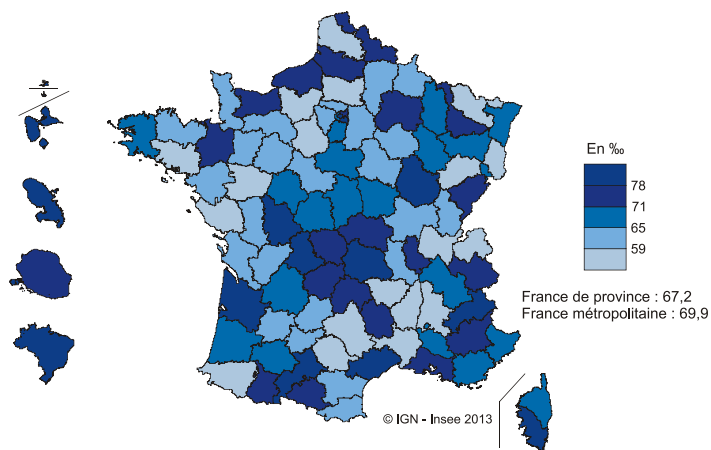 En ‰
78
71
65
59
France de province : 67,2
France métropolitaine : 69,9
© IGN - Insee 2013